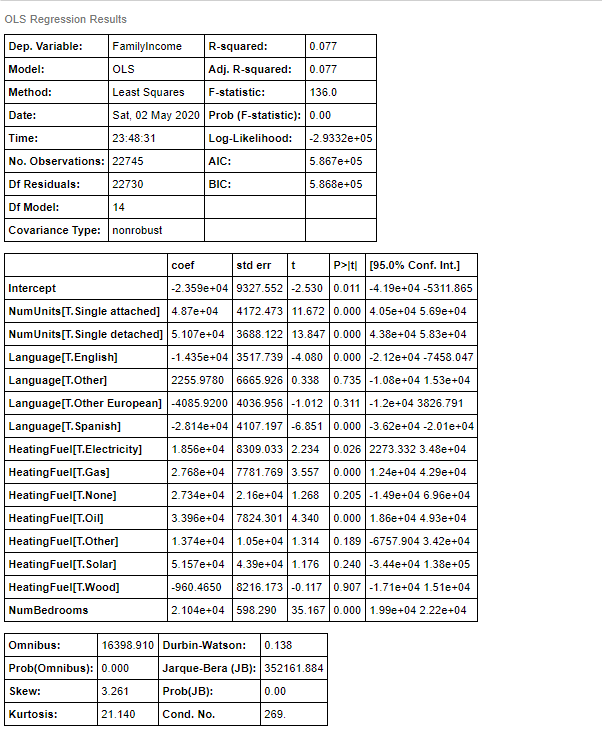 OLS Regression Results
Dep. Variable: FamilyIncome R-squared: 0.077
Model: OLS Adj. R-squared: 0.077
Method: Least Squares F-statistic: 136.0
Date: Sat, 02 May 2020 Prob (F-statistic): 0.00
Time: 23:48:31 Log-Likelihood: -2.9332e+05
No. Observations: 22745 AIC: 5.867e+05
Df Residuals: 22730 BIC: 5.868e+05
Df Model: 14
Covariance Type: nonrobust
coef std err t P>|t| [95.0% Conf. Int.]
Intercept -2.359e+04 9327.552 -2.530 0.011 -4.19e+04 -5311.865
NumUnits[T.Single attached] 4.87e+04 4172.473 11.672 0.000 4.05e+04 5.69e+04
NumUnits[T.Single detached] 5.107e+04 3688.122 13.847 0.000 4.38e+04 5.83e+04
Language[T.English] -1.435e+04 3517.739 -4.080 0.000 -2.12e+04 -7458.047
Language[T.Other] 2255.9780 6665.926 0.338 0.735 -1.08e+04 1.53e+04
Language[T.Other European] -4085.9200 4036.956 -1.012 0.311 -1.2e+04 3826.791
Language[T.Spanish] -2.814e+04 4107.197 -6.851 0.000 -3.62e+04 -2.01e+04
HeatingFuel[T.Electricity] 1.856e+04 8309.033 2.234 0.026 2273.332 3.48e+04
HeatingFuel[T.Gas] 2.768e+04 7781.769 3.557 0.000 1.24e+04 4.29e+04
HeatingFuel[T.None] 2.734e+04 2.16e+04 1.268 0.205 -1.49e+04 6.96e+04
HeatingFuel[T.Oil] 3.396e+04 7824.301 4.340 0.000 1.86e+04 4.93e+04
HeatingFuel[T.Other] 1.374e+04 1.05e+04 1.314 0.189 -6757.904 3.42e+04
HeatingFuel[T.Solar] 5.157e+04 4.39e+04 1.176 0.240 -3.44e+04 1.38e+05
HeatingFuel[T.Wood] -960.4650 8216.173 -0.117 0.907 -1.71e+04 1.51e+04
NumBedrooms 2.104e+04 598.290 35.167 0.000 1.99e+04 2.22e+04
Omnibus: 16398.910 Durbin-Watson: 0.138
Prob(Omnibus): 0.000 Jarque-Bera (JB): 352161.884
Skew: 3.261 Prob(JB): 0.00
Kurtosis: 21.140 Cond. No. 269.